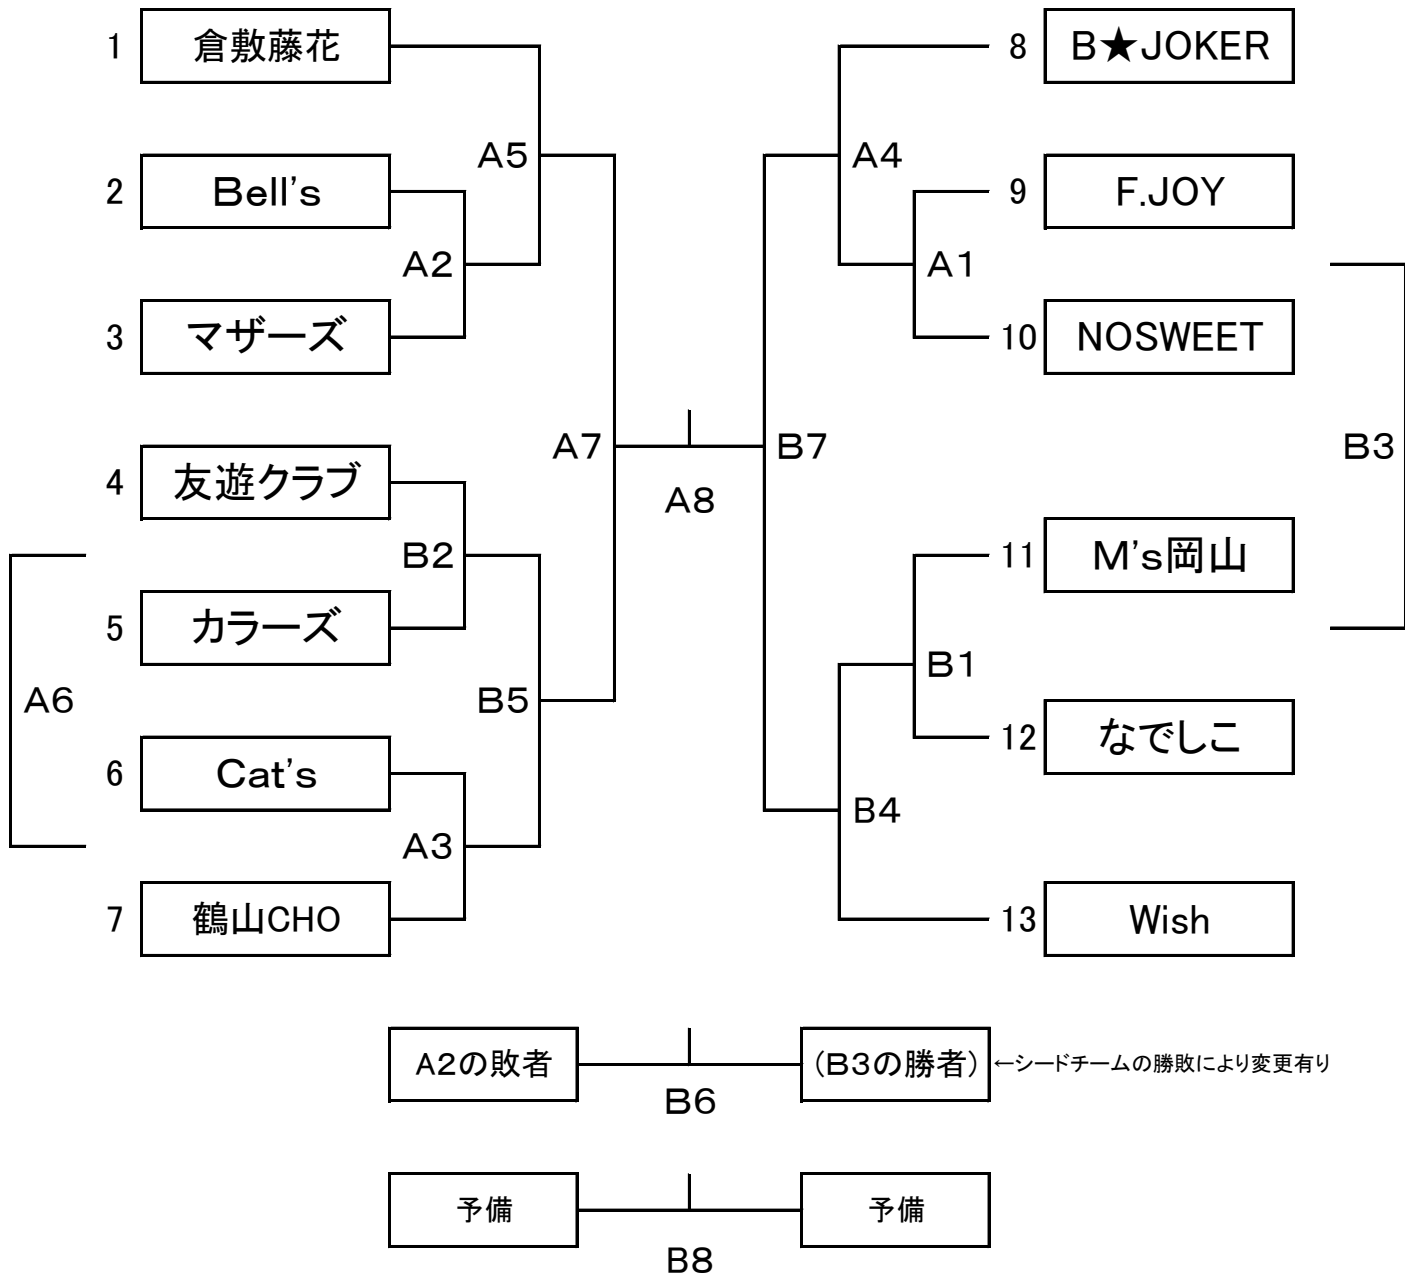 1 倉敷藤花
2 Bell's
3 マザーズ
4 友遊クラブ
5 カラーズ
6 Cat's
7 鶴山CHO
A5
A2
A7
B2
B5
A3
A6
A8
8 B★JOKER
9 F.JOY
10 NOSWEET
11 M's岡山
12 なでしこ
13 Wish
A4
A1
B7
B3
B1
B4
A2の敗者
(B3の勝者)
←シードチームの勝敗により変更有り
B6
予備
予備
B8